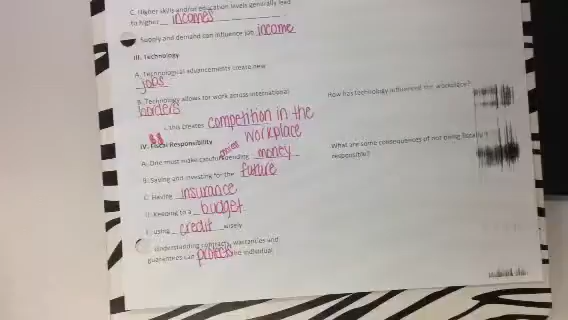 C. Higher skills and/or education levels generally lead
to higher incomes
Supply and demand can influence job income
III. Technology
A. Technological advancements create new
jobs
B. Technology allows for work across international
borders
How has technology influenced the workplace?
1. This creates competition in the
workplace
IV. Fiscal Responsibility
What are some consequences of not being fiscally
responsible?
A. One must make spending money
B. Saving and investing for the future
C. Having insurance
D. Keeping to a budget
E. using credit wisely
Understanding contracts, warranties and
guarantees can protects the individual